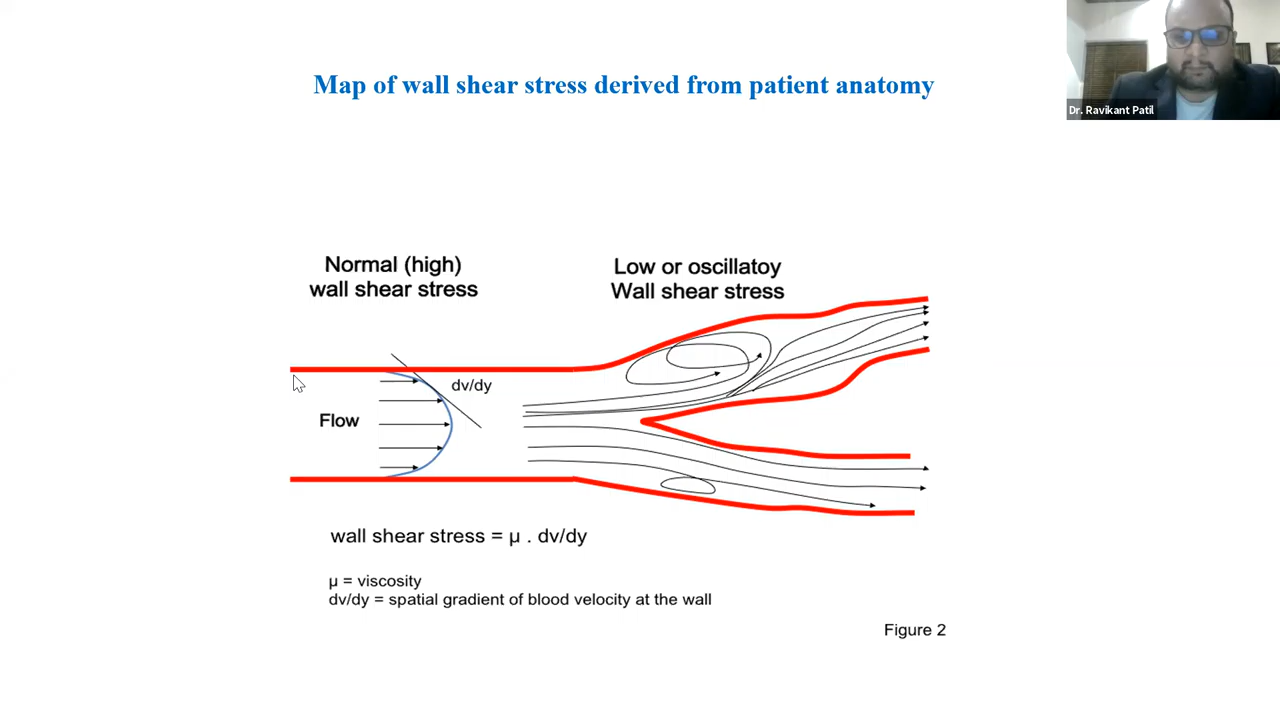 Dr. Ravikant Patil
Map of wall shear stress derived from patient anatomy
Normal (high)
wall shear stress
Low or oscillatoy
Wall shear stress
dv/dy
Flow
wall shear stress = μ . dv/dy
μ = viscosity
dv/dy = spatial gradient of blood velocity at the wall
Figure 2